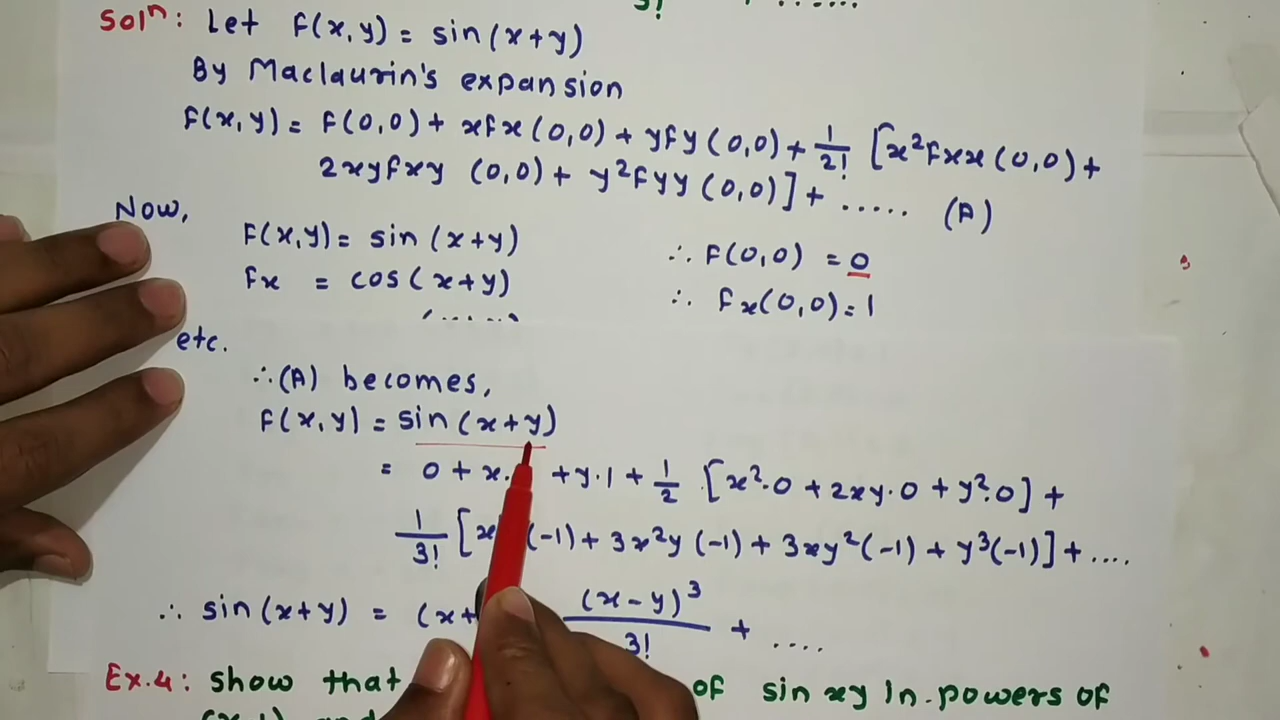 3! .......
Solⁿ: Let f(x,y) = sin(x+y)
By Maclaurin's expansion
f(x,y) = f(0,0) + xfx(0,0) + yfy(0,0) + 1/2! [x²fxx(0,0) +
2xyfxy (0,0) + y²fyy(0,0)] + ..... (A)
Now,
f(x,y) = sin(x+y) ∴ f(0,0) = 0
fx = cos(x+y) ∴ fx(0,0) = 1
etc.
∴ (A) becomes,
f(x,y) = sin(x+y)
= 0 + x. + y.1 + 1/2 [x².0 + 2xy.0 + y².0] +
1/3! [x (-1) + 3x²y(-1) + 3xy²(-1) + y³(-1)] + ....
∴ sin(x+y) = (x+ (x-y)³/3! + ....
Ex.4: show that of sin xy in powers of